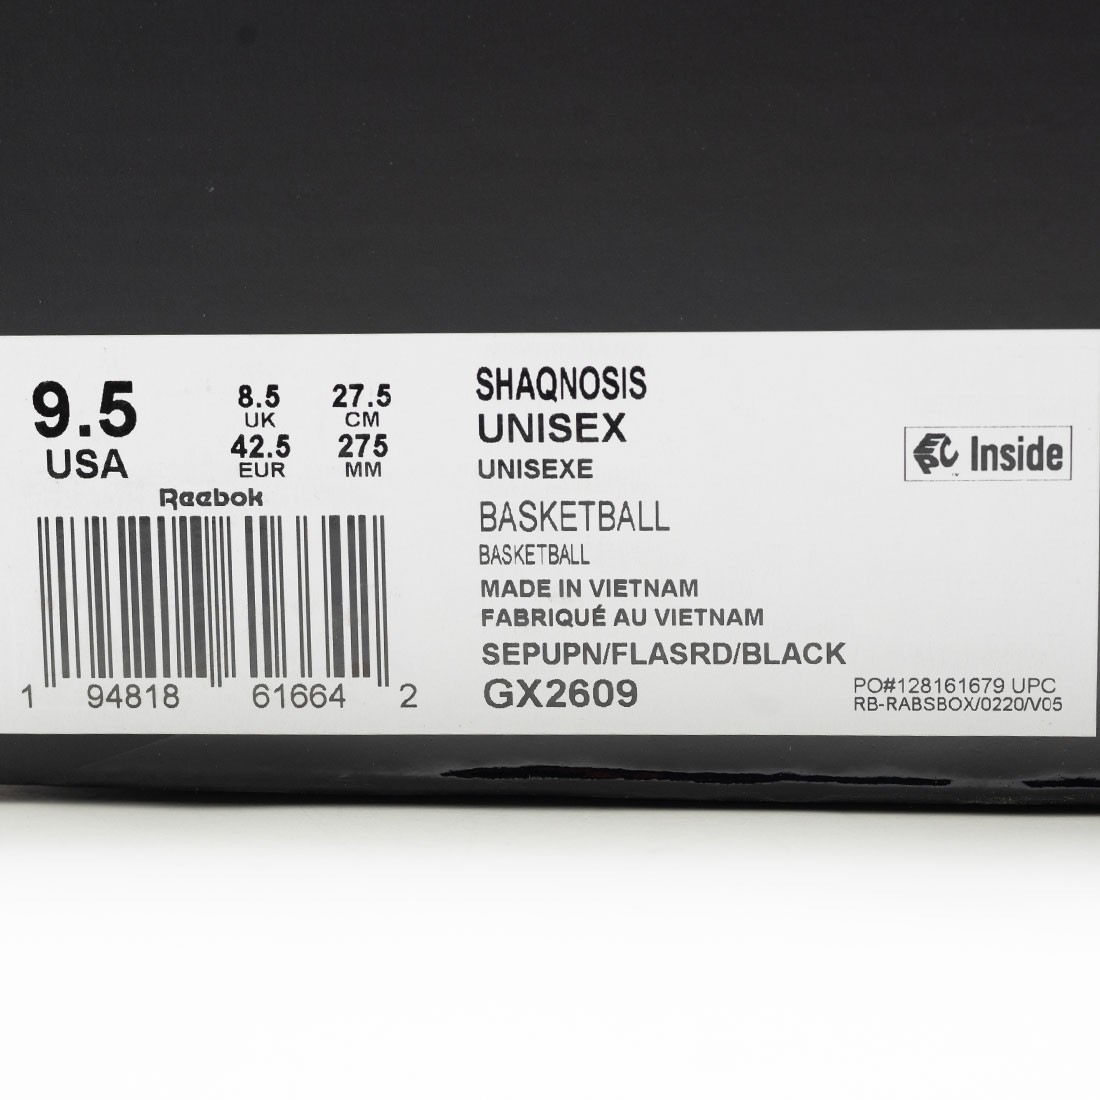 9.5
USA
8.5
UK
27.5
CM
42.5
EUR
275
MM
Reebok
1 94818 61664 2
SHAQNOSIS
UNISEX
UNISEXE
BASKETBALL
BASKETBALL
MADE IN VIETNAM
FABRIQUÉ AU VIETNAM
SEPUPN/FLASRD/BLACK
GX2609
EPC Inside
PO#128161679 UPC
RB-RABSBOX/0220/V05